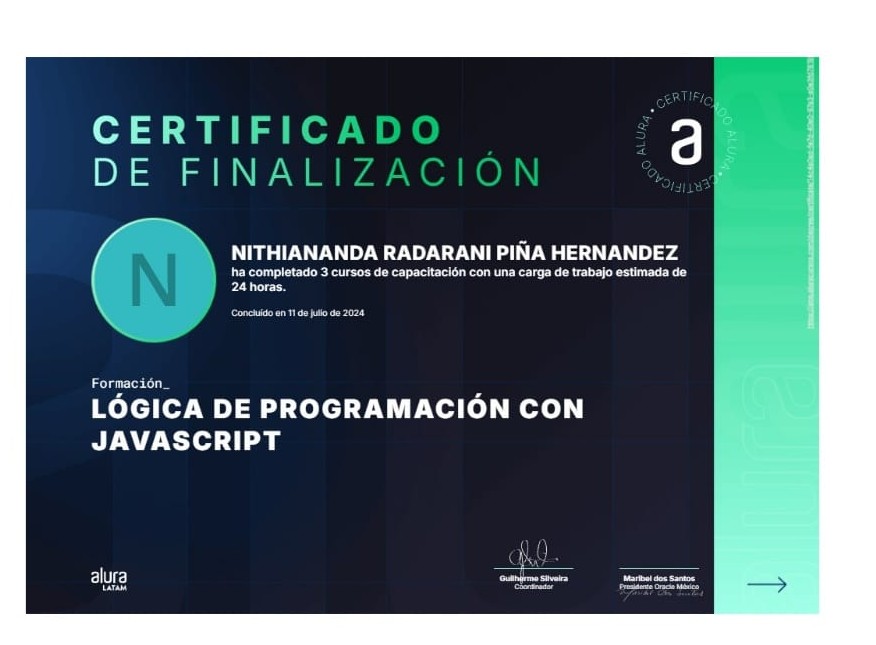 CERTIFICADO
DE FINALIZACIÓN
CERTIFICADO ALURA • CERTIFICADO ALURA •
a
N
NITHIANANDA RADARANI PIÑA HERNANDEZ
ha completado 3 cursos de capacitación con una carga de trabajo estimada de
24 horas.
Concluído en 11 de julio de 2024
Formación_
LÓGICA DE PROGRAMACIÓN CON
JAVASCRIPT
alura
LATAM
Guilherme Silveira
Coordinador
Maribel dos Santos
Presidente Oracle México
alura